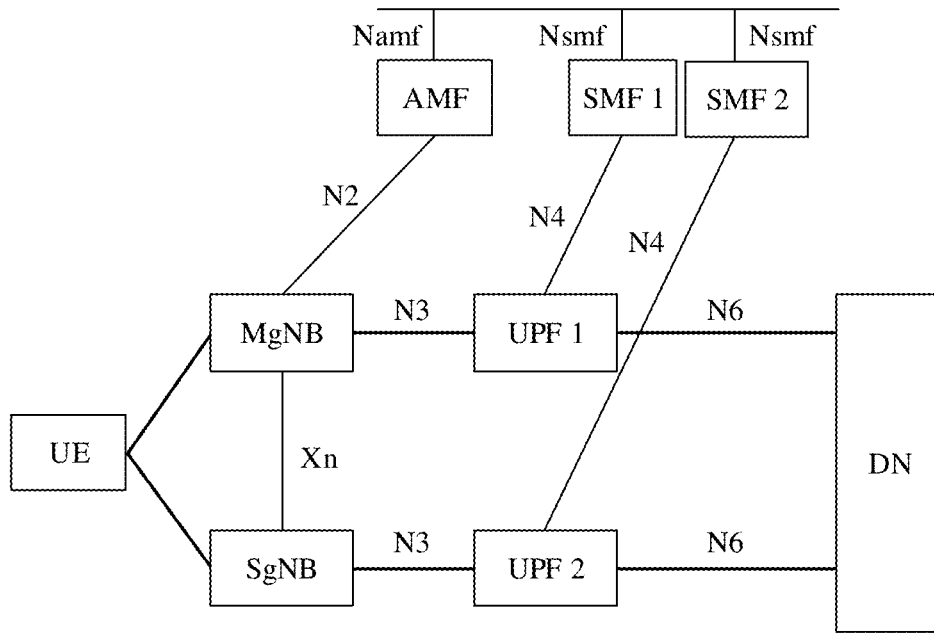 Namf Nsmf Nsmf
AMF SMF 1 SMF 2
N2
N4
N4
N3 N6
MgNB UPF 1
UE Xn DN
N3 N6
SgNB UPF 2